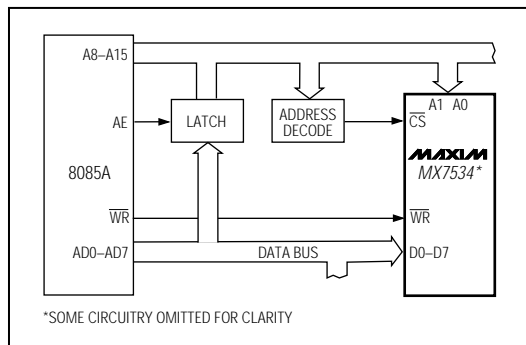 A8–A15
A1 A0
AE
LATCH
ADDRESS
DECODE
CS
MAXIM
MX7534*
8085A
WR
WR
AD0–AD7
DATA BUS
D0–D7
*SOME CIRCUITRY OMITTED FOR CLARITY